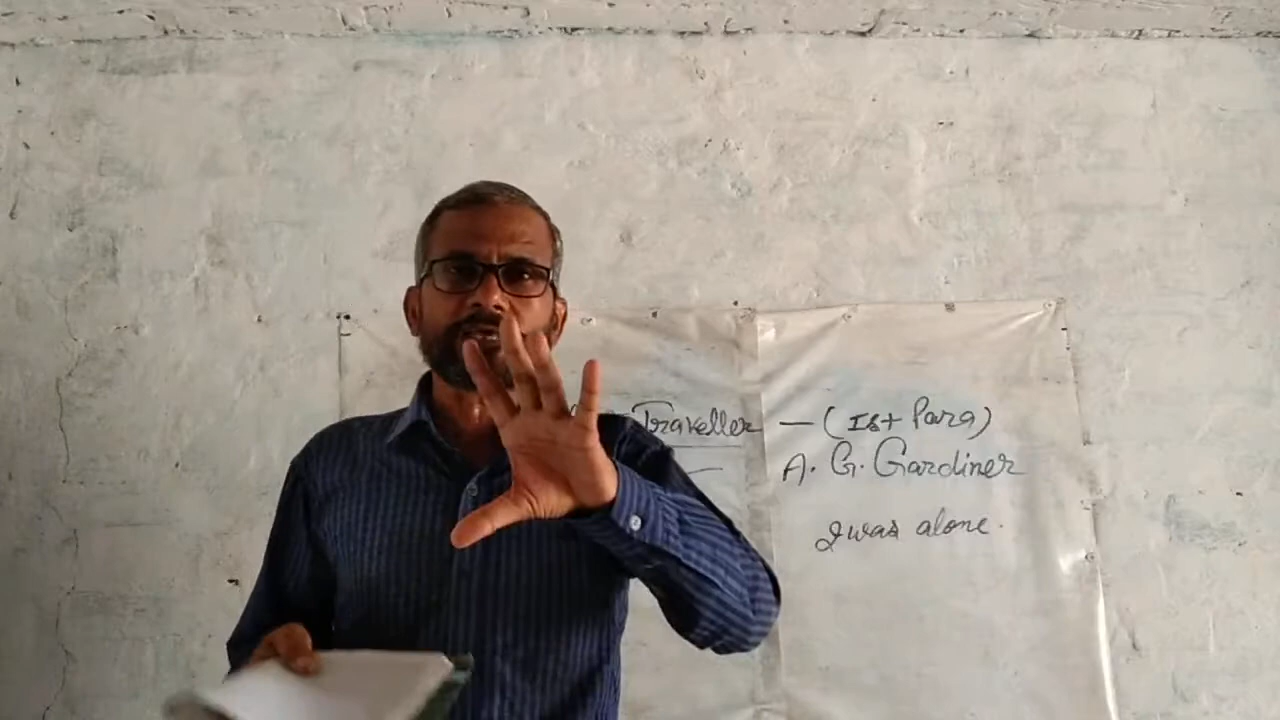 Traveller — (Ist Para)
A. G. Gardiner
I was alone.